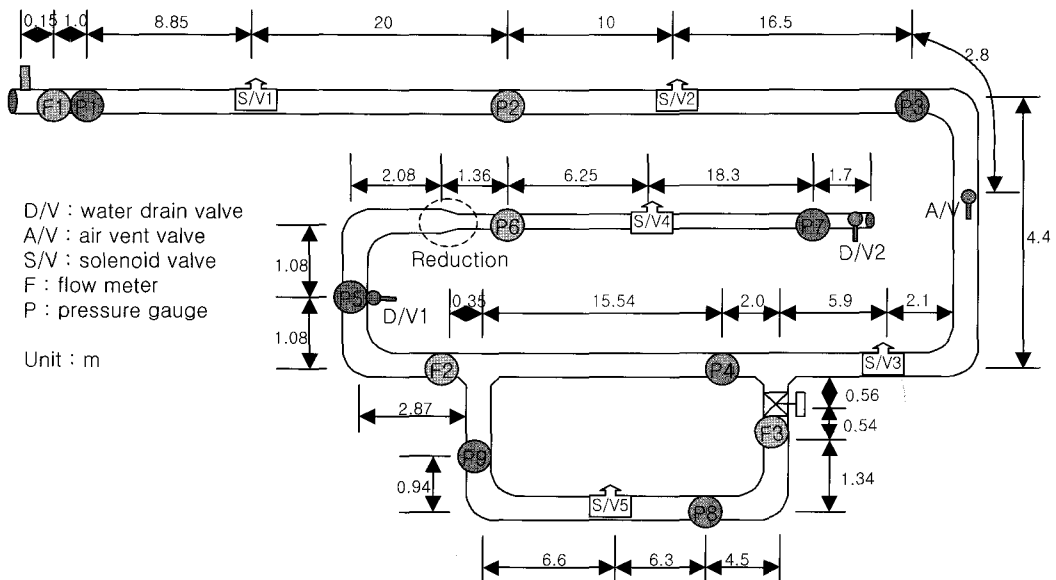 0.15 1.0 8.85 20 10 16.5
2.8
S/V1 S/V2
F1 P1 P2 P3
2.08 1.36 6.25 18.3 1.7
D/V : water drain valve
A/V : air vent valve
S/V : solenoid valve
F : flow meter
P : pressure gauge
Unit : m
A/V
4.4
S/V4
P6 P7
D/V2
Reduction
1.08
P5
D/V1
1.08
0.35 15.54 2.0 5.9 2.1
F2 P4 S/V3
2.87
0.56
0.54
F3
1.34
P9
0.94
S/V5
P8
6.6 6.3 4.5